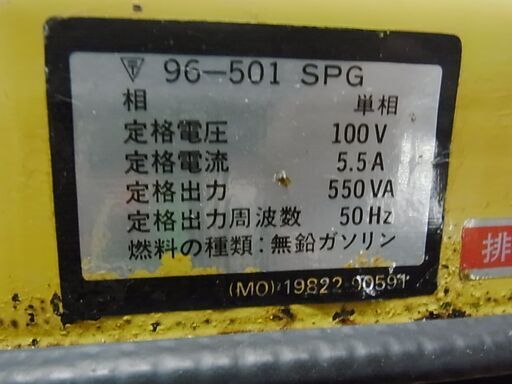 〒 96-501 SPG
相 単相
定格電圧 100V
定格電流 5.5A
定格出力 550VA
定格出力周波数 50Hz
燃料の種類:無鉛ガソリン
(MO) 19822 00591
排